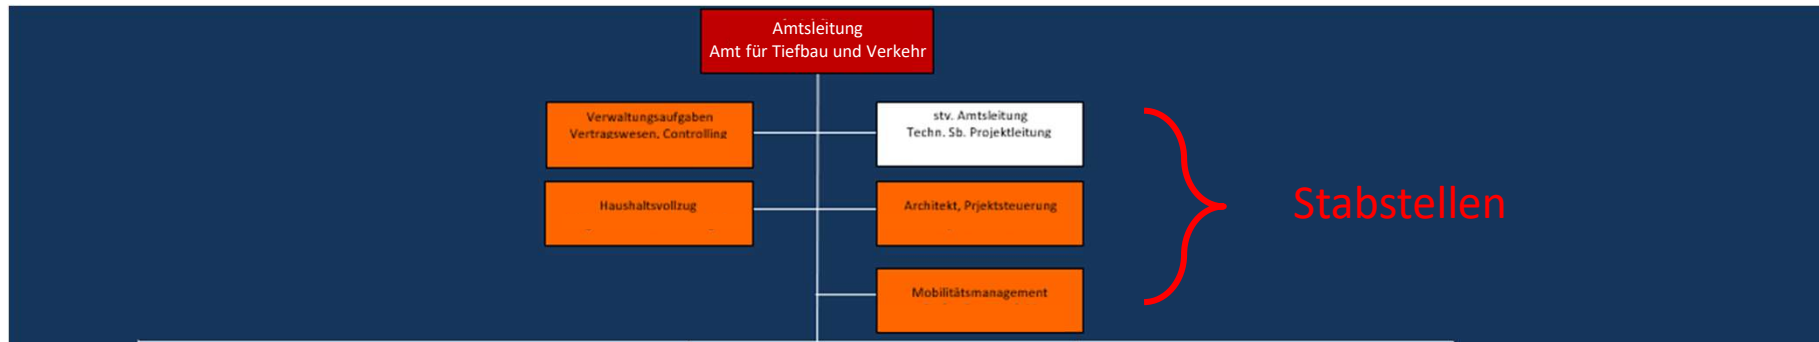 Amtsleitung
Amt für Tiefbau und Verkehr
Verwaltungsaufgaben
Vertragswesen, Controlling
stv. Amtsleitung
Techn. Sb. Projektleitung
Haushaltsvollzug
Architekt, Prjektsteuerung
Mobilitätsmanagement
Stabstellen